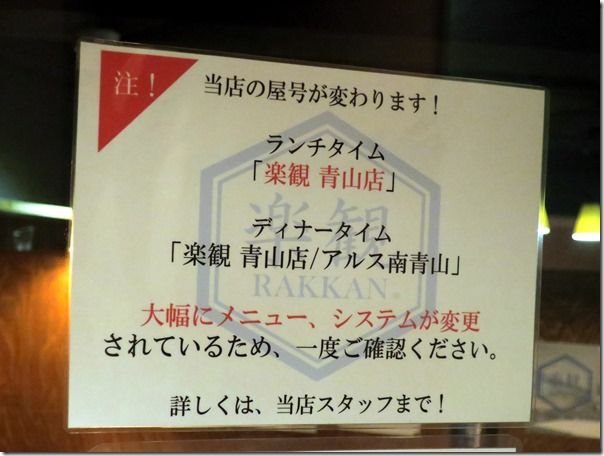 注！
当店の屋号が変わります！
ランチタイム
「楽観 青山店」
ディナータイム
「楽観 青山店/アルス南青山」
楽観
RAKKAN®
大幅にメニュー、システムが変更
されているため、一度ご確認ください。
詳しくは、当店スタッフまで！